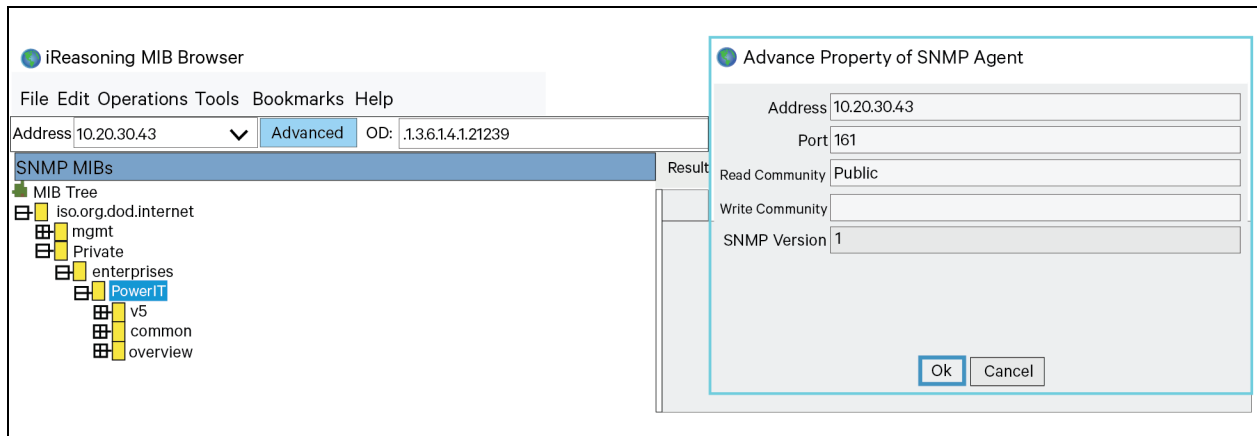 iReasoning MIB Browser
File Edit Operations Tools Bookmarks Help
Address 10.20.30.43 Advanced OD: .1.3.6.1.4.1.21239
SNMP MIBs
MIB Tree
iso.org.dod.internet
mgmt
Private
enterprises
PowerIT
v5
common
overview
Result
Advance Property of SNMP Agent
Address 10.20.30.43
Port 161
Read Community Public
Write Community
SNMP Version 1
Ok Cancel